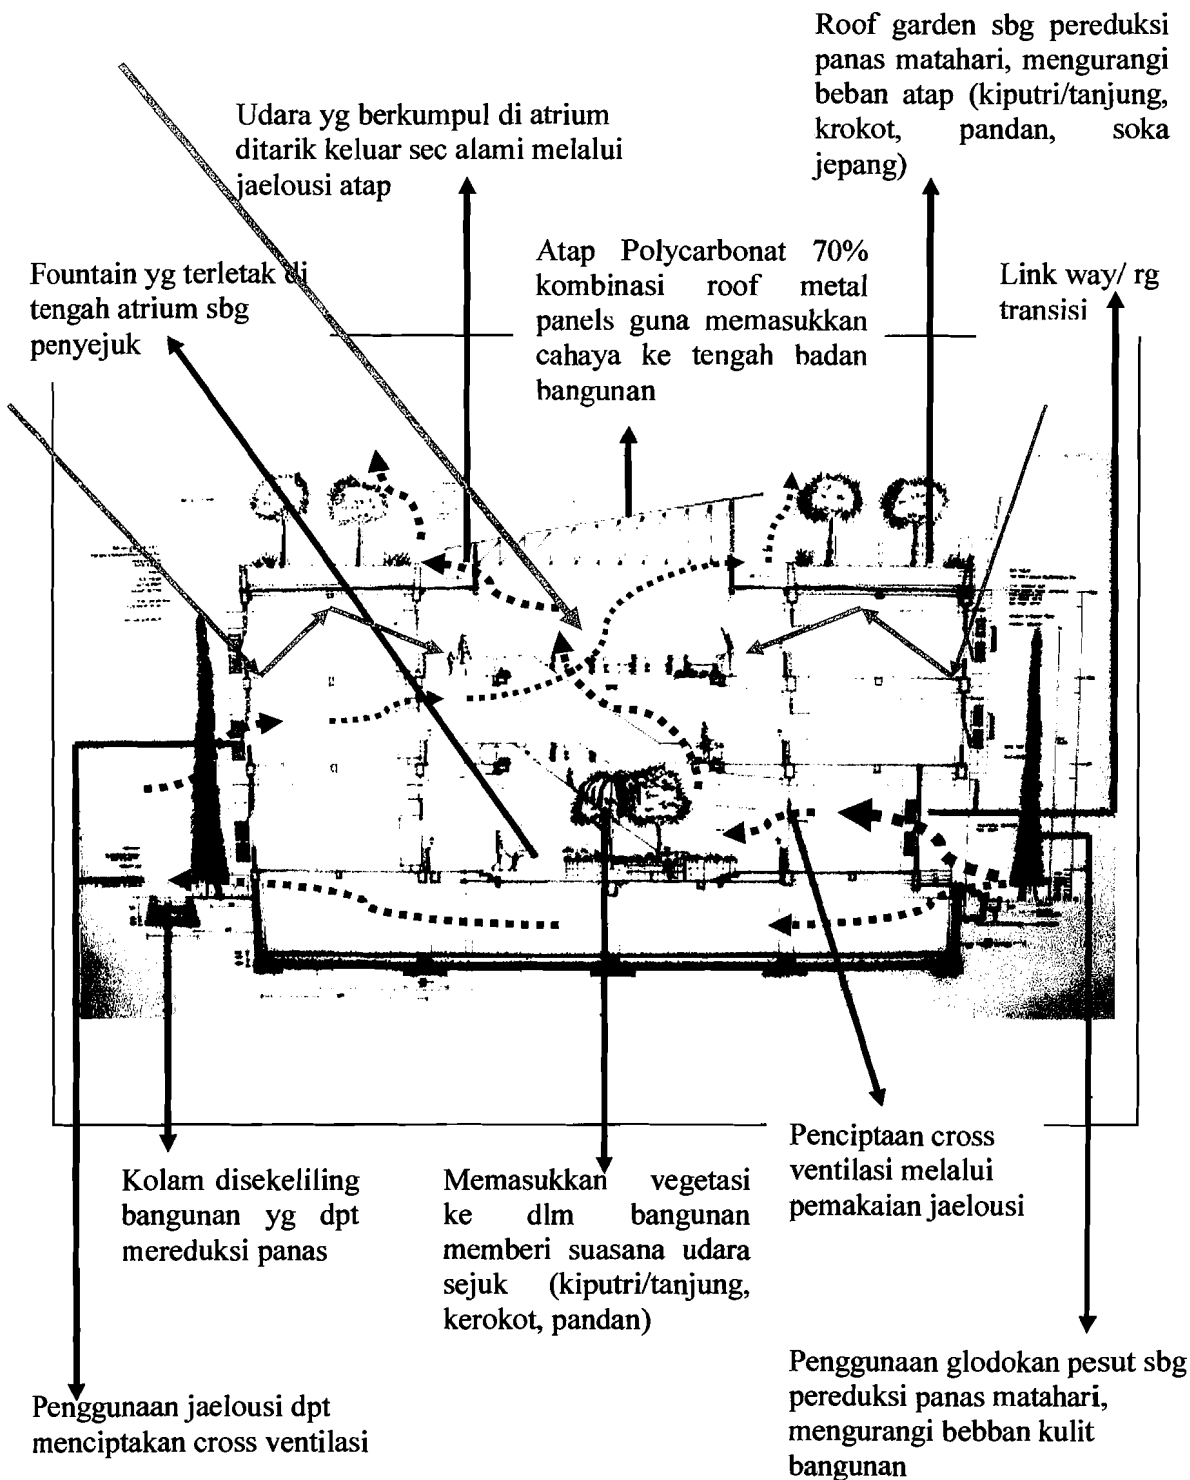 Roof garden sbg pereduksi
panas matahari, mengurangi
beban atap (kiputri/tanjung,
krokot, pandan, soka
jepang)
Udara yg berkumpul di atrium
ditarik keluar sec alami melalui
jaelousi atap
Atap Polycarbonat 70%
kombinasi roof metal
panels guna memasukkan
cahaya ke tengah badan
bangunan
Fountain yg terletak di
tengah atrium sbg
penyejuk
Link way/ rg
transisi
Kolam disekeliling
bangunan yg dpt
mereduksi panas
Memasukkan vegetasi
ke dlm bangunan
memberi suasana udara
sejuk (kiputri/tanjung,
kerokot, pandan)
Penciptaan cross
ventilasi melalui
pemakaian jaelousi
Penggunaan jaelousi dpt
menciptakan cross ventilasi
Penggunaan glodokan pesut sbg
pereduksi panas matahari,
mengurangi bebban kulit
bangunan